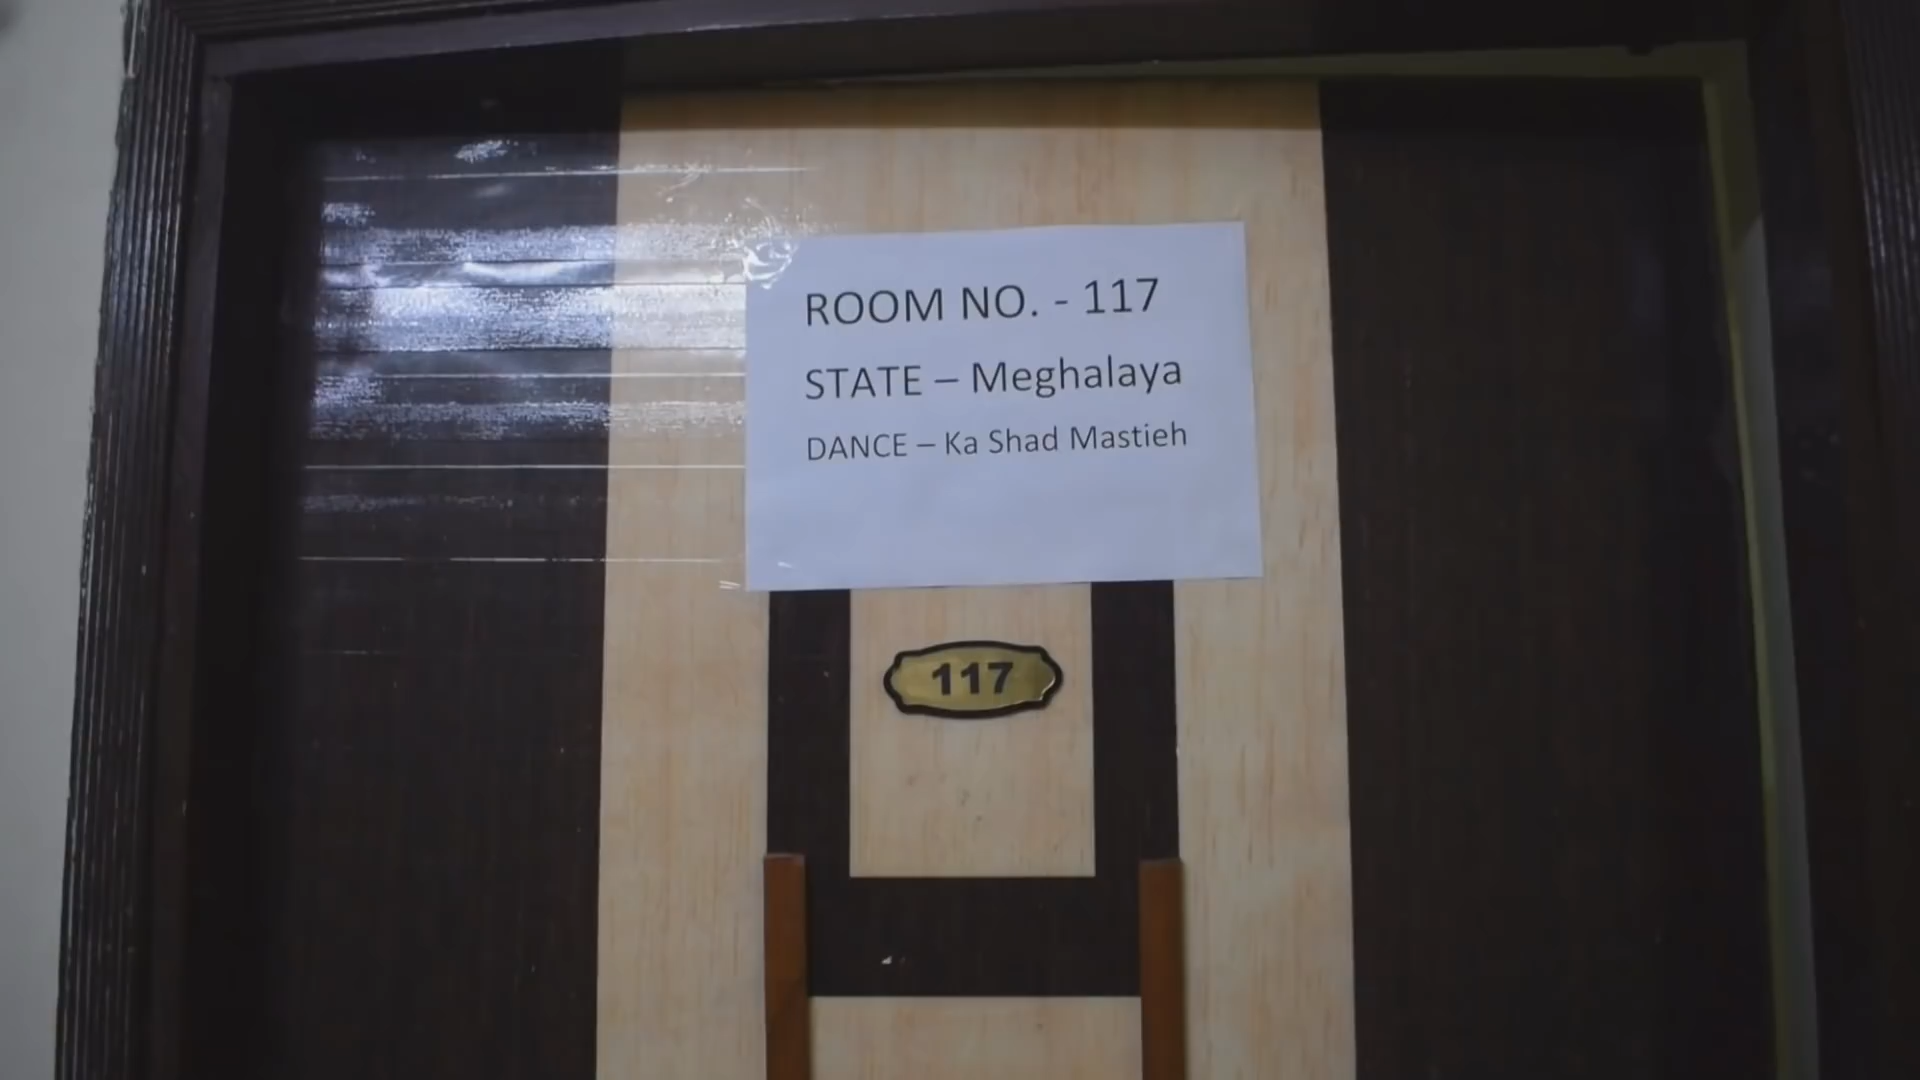 ROOM NO. - 117
STATE – Meghalaya
DANCE – Ka Shad Mastieh
117